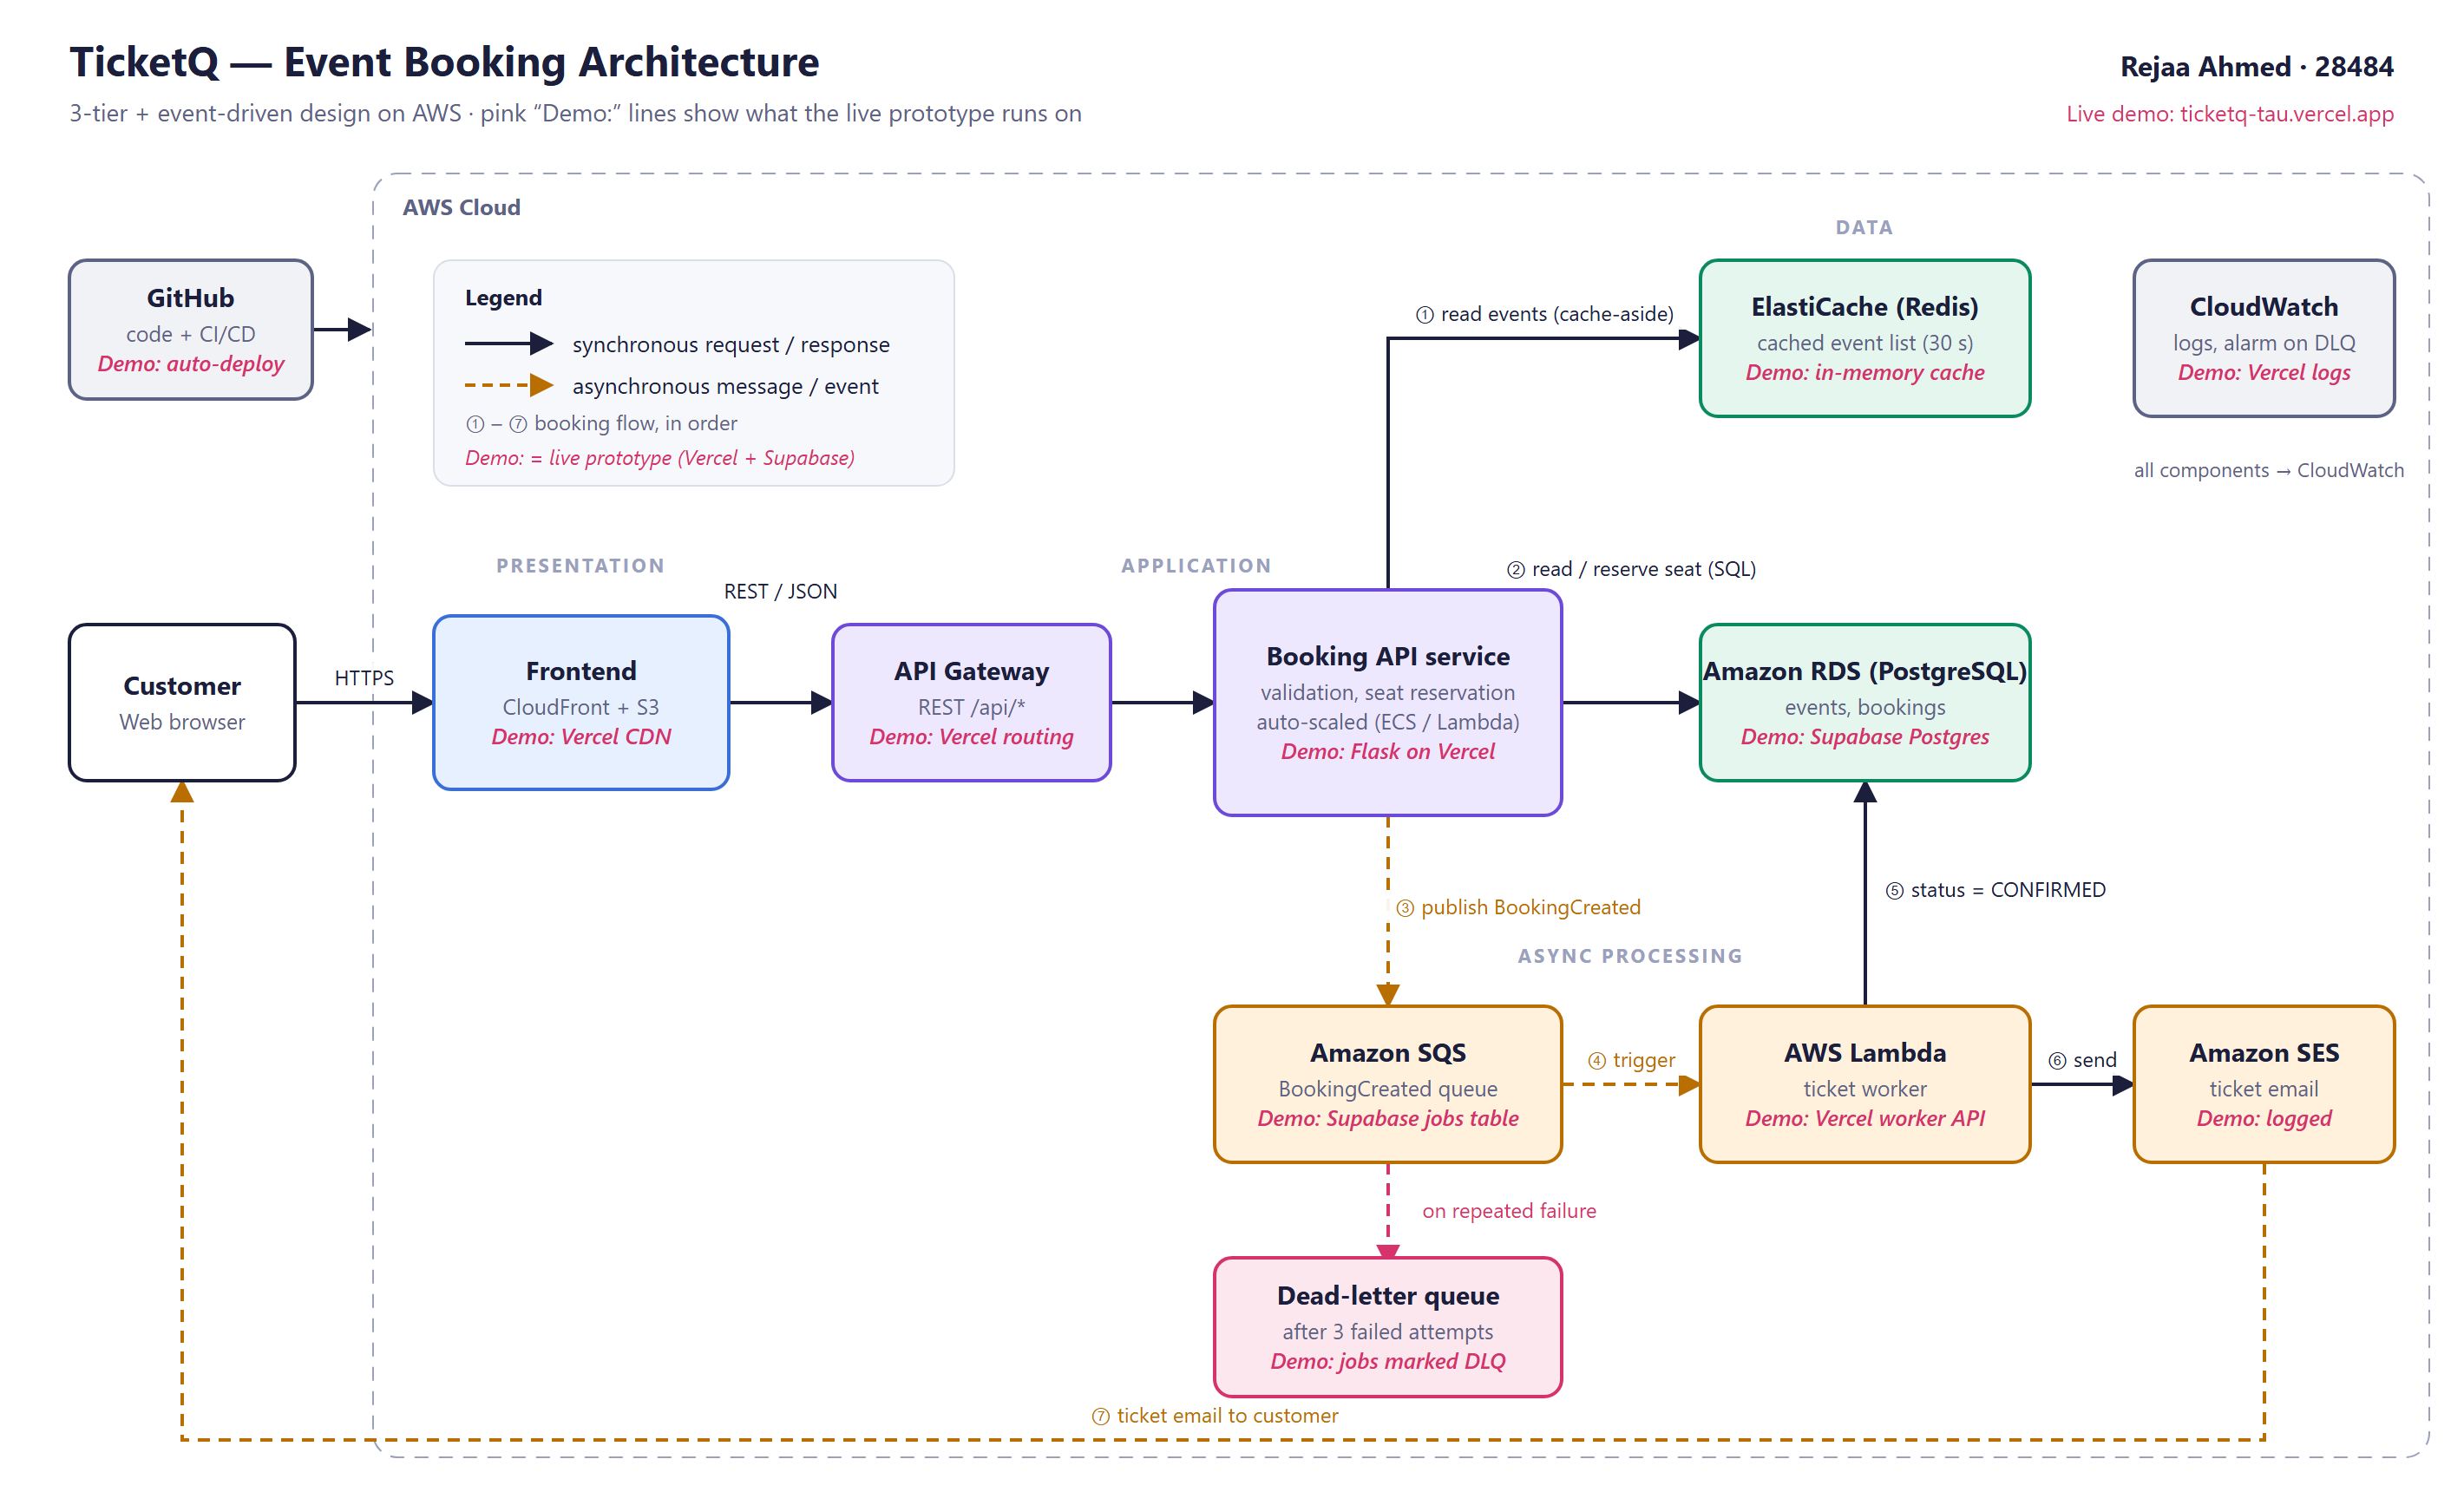 TicketQ — Event Booking Architecture
3-tier + event-driven design on AWS · pink “Demo:” lines show what the live prototype runs on
Rejaa Ahmed · 28484
Live demo: ticketq-tau.vercel.app
AWS Cloud
DATA
GitHub
code + CI/CD
Demo: auto-deploy
Legend
synchronous request / response
asynchronous message / event
① – ⑦ booking flow, in order
Demo: = live prototype (Vercel + Supabase)
① read events (cache-aside)
ElastiCache (Redis)
cached event list (30 s)
Demo: in-memory cache
CloudWatch
logs, alarm on DLQ
Demo: Vercel logs
all components → CloudWatch
PRESENTATION
REST / JSON
APPLICATION
② read / reserve seat (SQL)
Customer
Web browser
HTTPS
Frontend
CloudFront + S3
Demo: Vercel CDN
API Gateway
REST /api/*
Demo: Vercel routing
Booking API service
validation, seat reservation
auto-scaled (ECS / Lambda)
Demo: Flask on Vercel
Amazon RDS (PostgreSQL)
events, bookings
Demo: Supabase Postgres
③ publish BookingCreated
⑤ status = CONFIRMED
ASYNC PROCESSING
Amazon SQS
BookingCreated queue
Demo: Supabase jobs table
④ trigger
AWS Lambda
ticket worker
Demo: Vercel worker API
⑥ send
Amazon SES
ticket email
Demo: logged
on repeated failure
Dead-letter queue
after 3 failed attempts
Demo: jobs marked DLQ
⑦ ticket email to customer